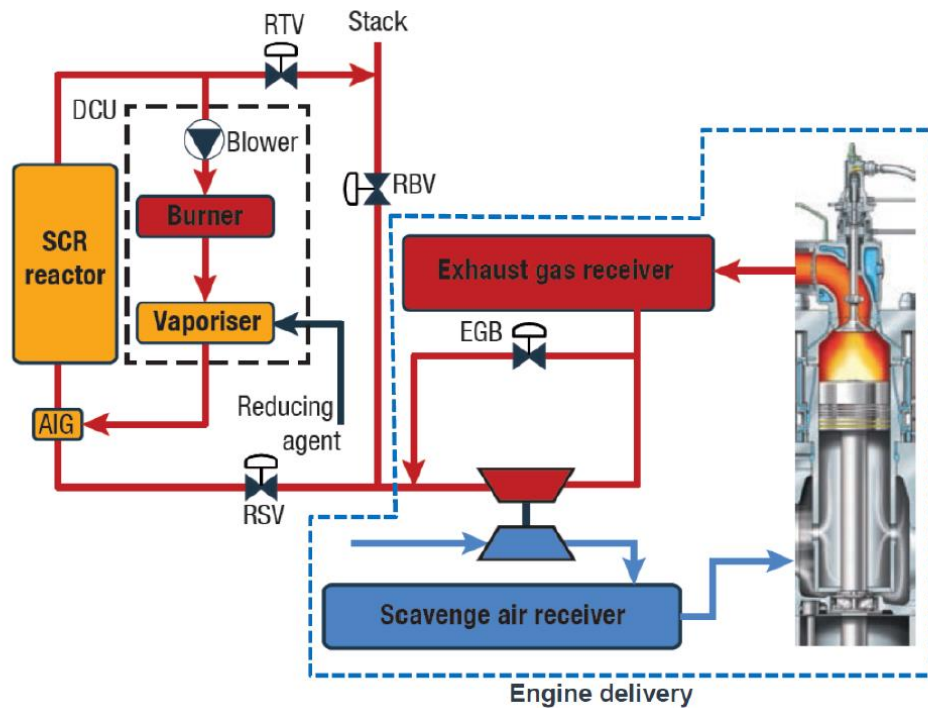 RTV
Stack
DCU
Blower
RBV
Burner
SCR
reactor
Exhaust gas receiver
Vaporiser
EGB
AIG
Reducing
agent
RSV
Scavenge air receiver
Engine delivery